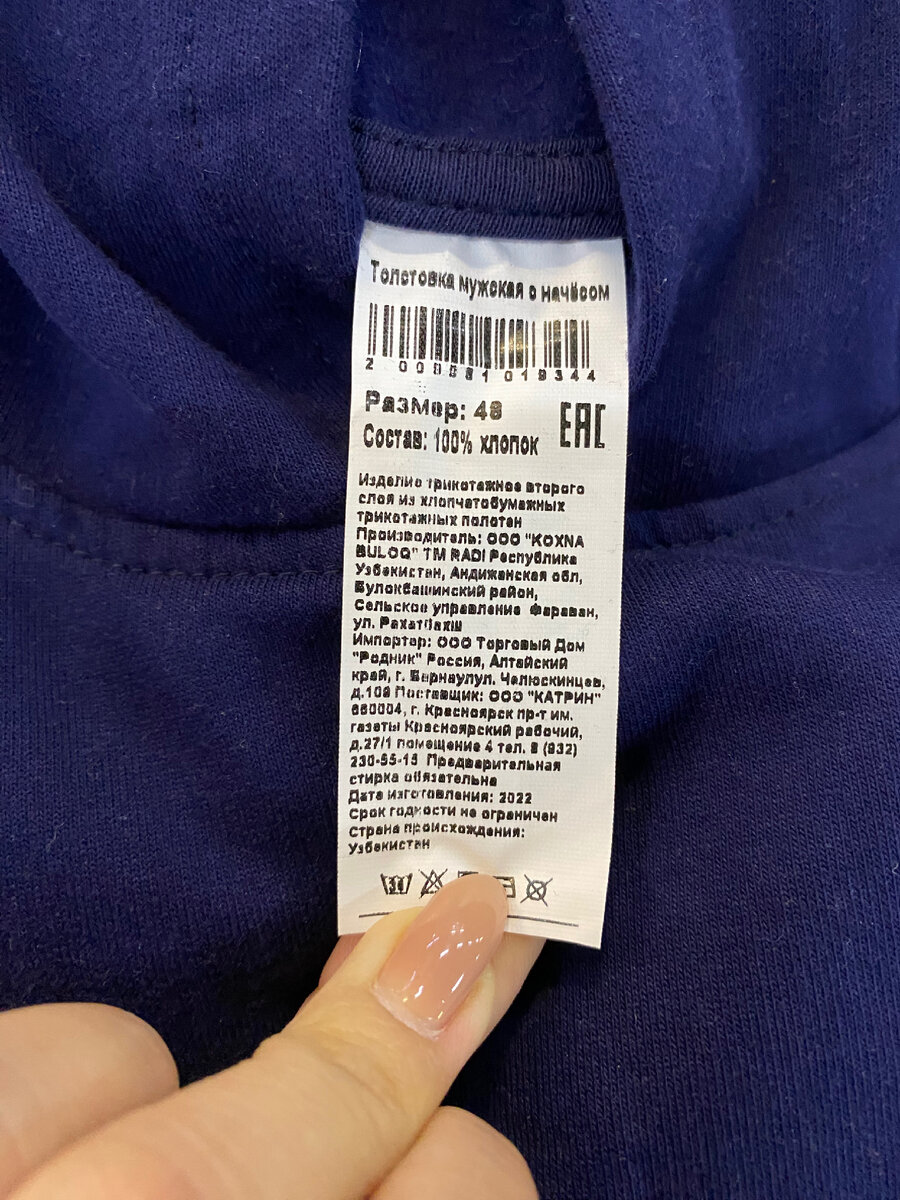 Толстовка мужская с начёсом
2 000081 019344
Размер: 48
Состав: 100% хлопок
EAC
Изделие трикотажное второго
слоя из хлопчатобумажных
трикотажных полотен
Производитель: ООО "KOXNA
BULOQ" TM RADI Республика
Узбекистан, Андижанская обл,
Булокбашинский район,
Сельское управление Фараван,
ул.
Импортер: ООО Торговый Дом
"Родник" Россия, Алтайский
край, г. Барнаулул. Челюскинцев,
Поставщик: ООО "КАТРИН"
660004, г. Красноярск пр-т им.
газеты Красноярский рабочий,
д.27/1 помещение 4 тел. 8 (932)
230-55-15 Предварительная
стирка обязательна
Дата изготовления: 2022
Срок годности не ограничен
Страна происхождения:
Узбекистан